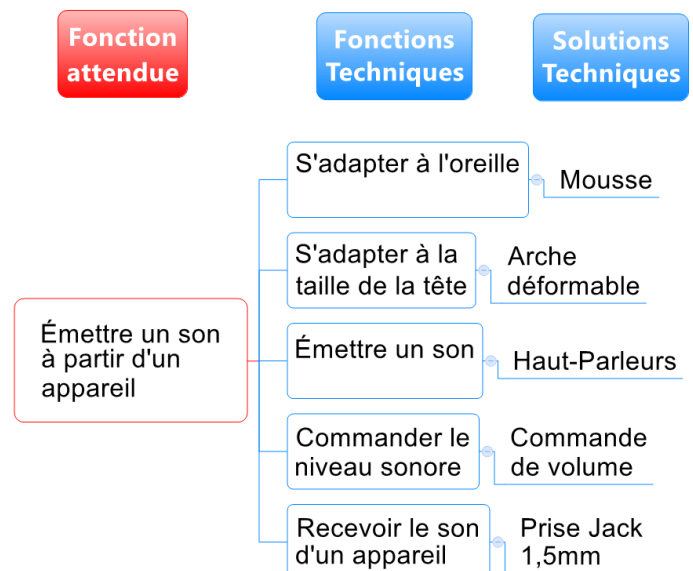 Fonction
attendue
Fonctions
Techniques
Solutions
Techniques
Émettre un son
à partir d'un
appareil
S'adapter à l'oreille
Mousse
S'adapter à la
taille de la tête
Arche
déformable
Émettre un son
Haut-Parleurs
Commander le
niveau sonore
Commande
de volume
Recevoir le son
d'un appareil
Prise Jack
1,5mm